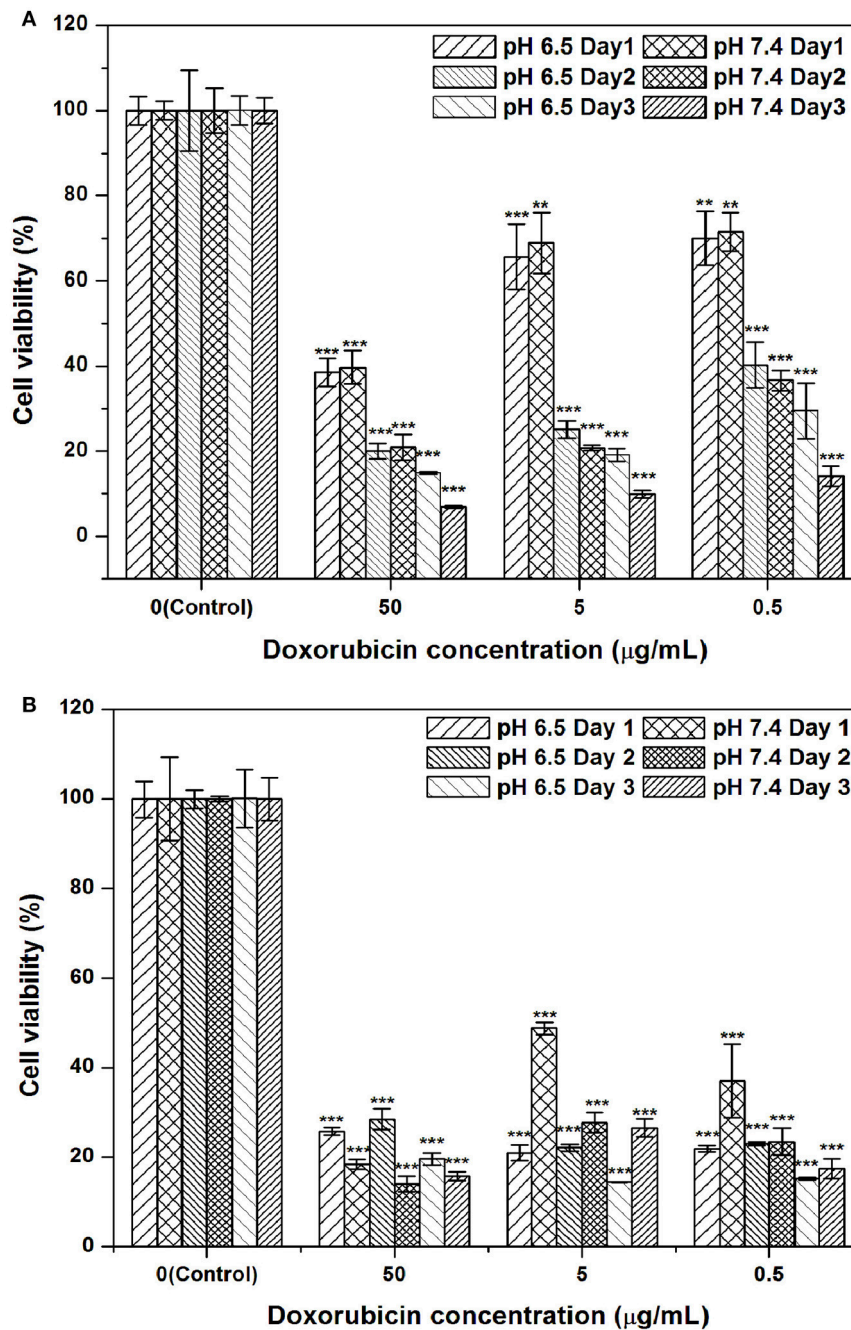 A
120
100
80
60
40
20
0
Cell vialbility (%)
pH 6.5 Day1 pH 7.4 Day1
pH 6.5 Day2 pH 7.4 Day2
pH 6.5 Day3 pH 7.4 Day3
*** *** *** *** *** ***
*** ** *** *** *** ***
** ** *** *** *** ***
0(Control) 50 5 0.5
Doxorubicin concentration (μg/mL)
B
120
100
80
60
40
20
0
Cell vialbility (%)
pH 6.5 Day 1 pH 7.4 Day 1
pH 6.5 Day 2 pH 7.4 Day 2
pH 6.5 Day 3 pH 7.4 Day 3
*** *** *** *** *** ***
*** *** *** *** *** ***
*** *** *** *** *** ***
0(Control) 50 5 0.5
Doxorubicin concentration (μg/mL)